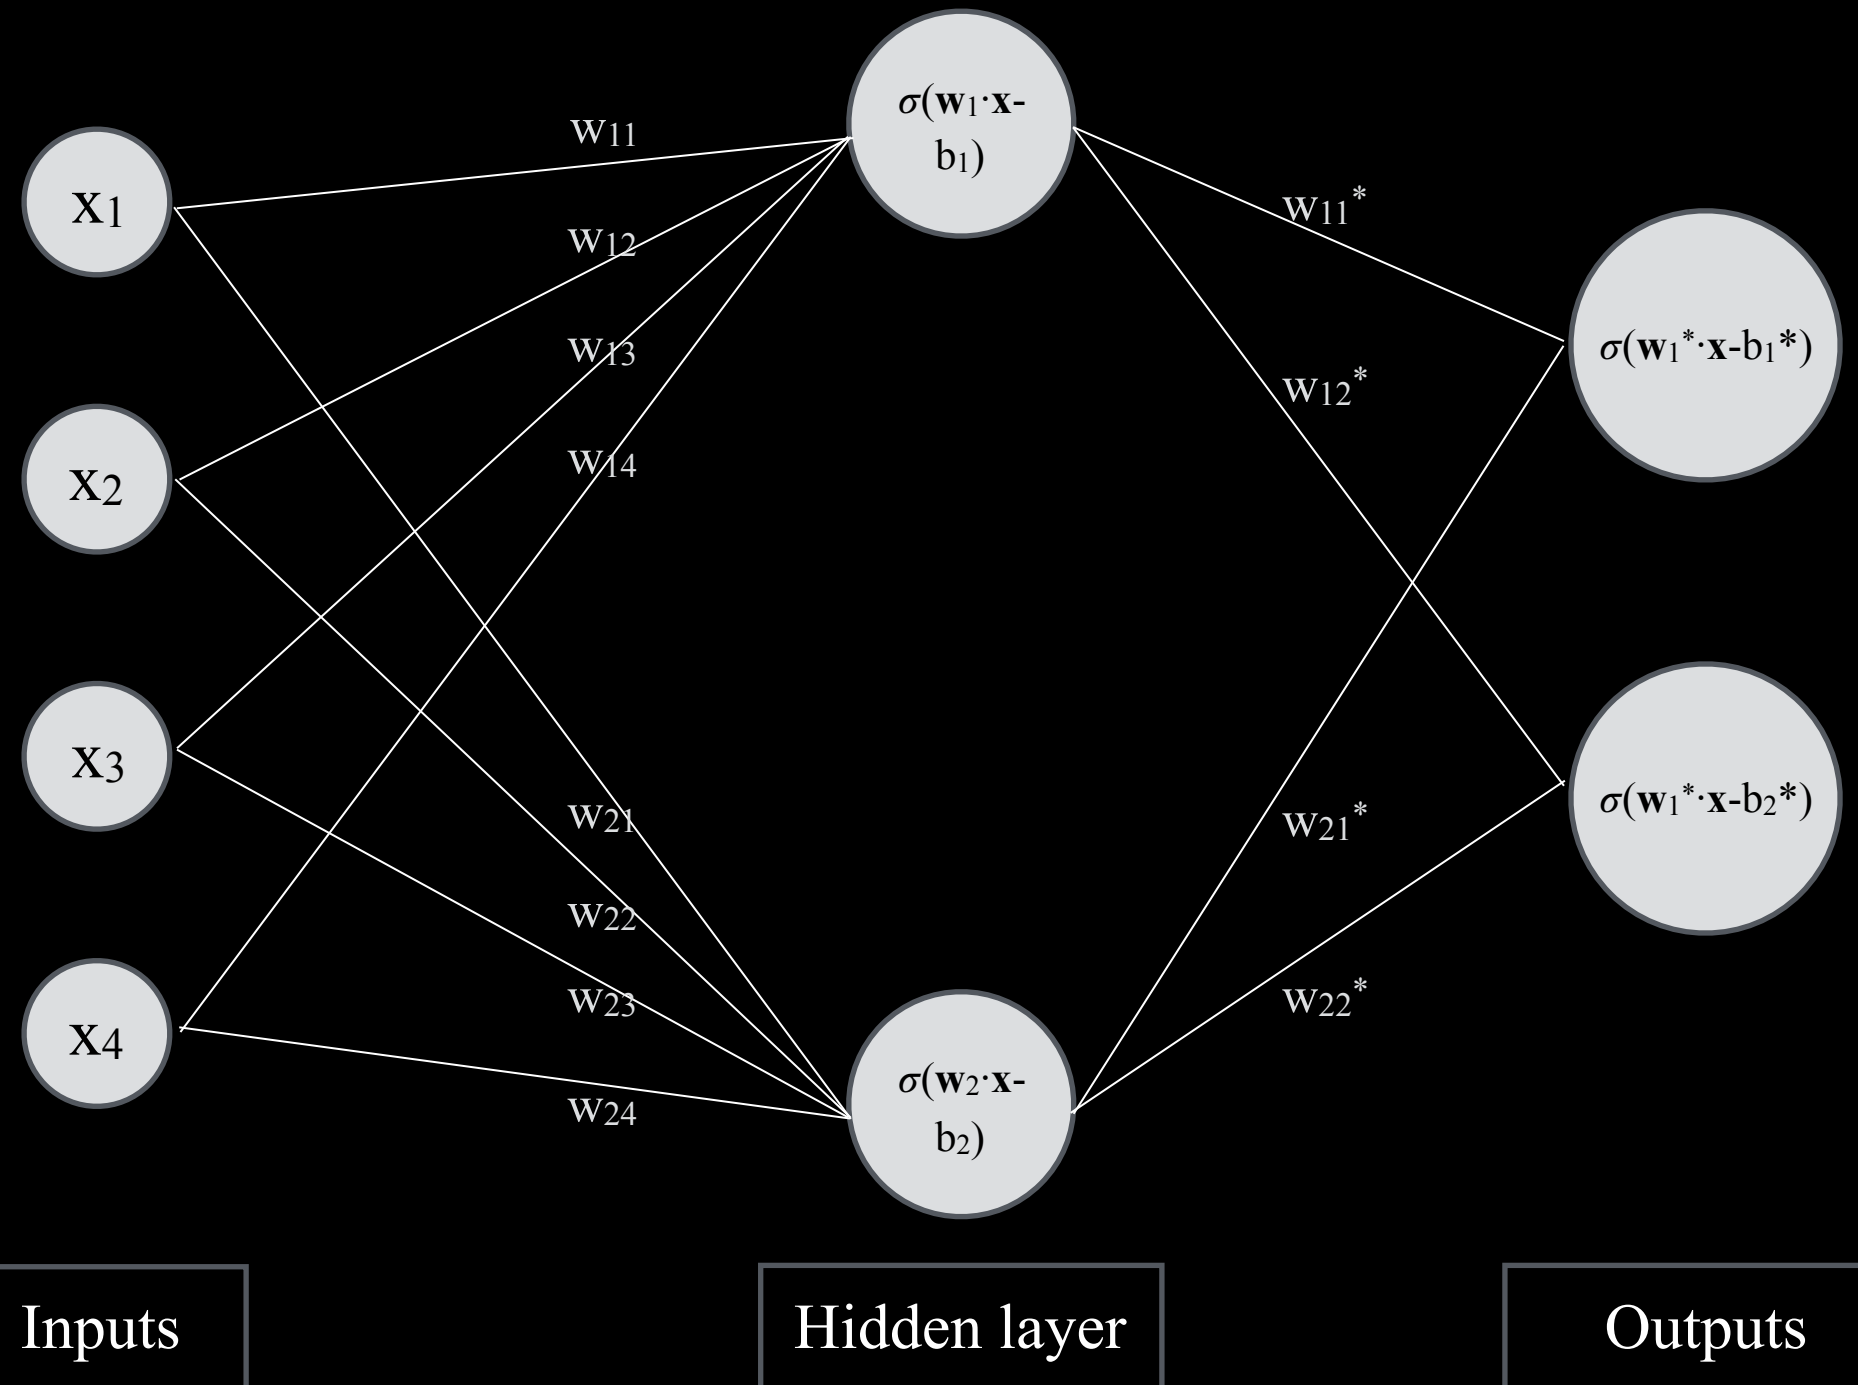 x1
x2
x3
x4
w11
w12
w13
w14
w21
w22
w23
w24
σ(w1·x-
b1)
σ(w2·x-
b2)
w11*
w12*
w21*
w22*
σ(w1*·x-b1*)
σ(w1*·x-b2*)
Inputs
Hidden layer
Outputs